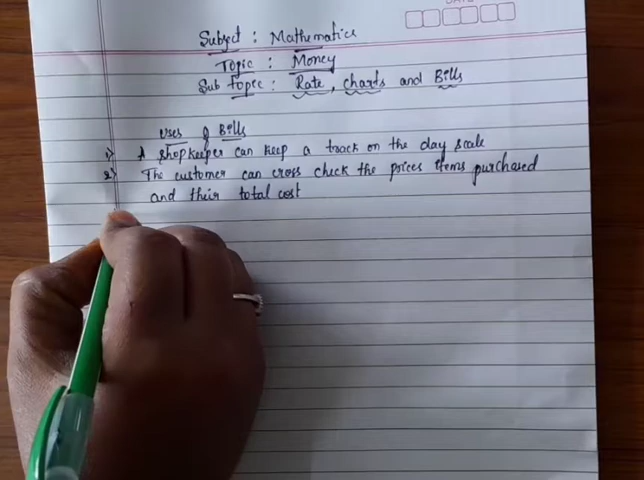 DATE
Subject : Mathematics
Topic : Money
Sub topic : Rate, charts and Bills
Uses of Bills
1) A shopkeeper can keep a track on the day scale
2) The customer can cross check the prices items purchased
and their total cost